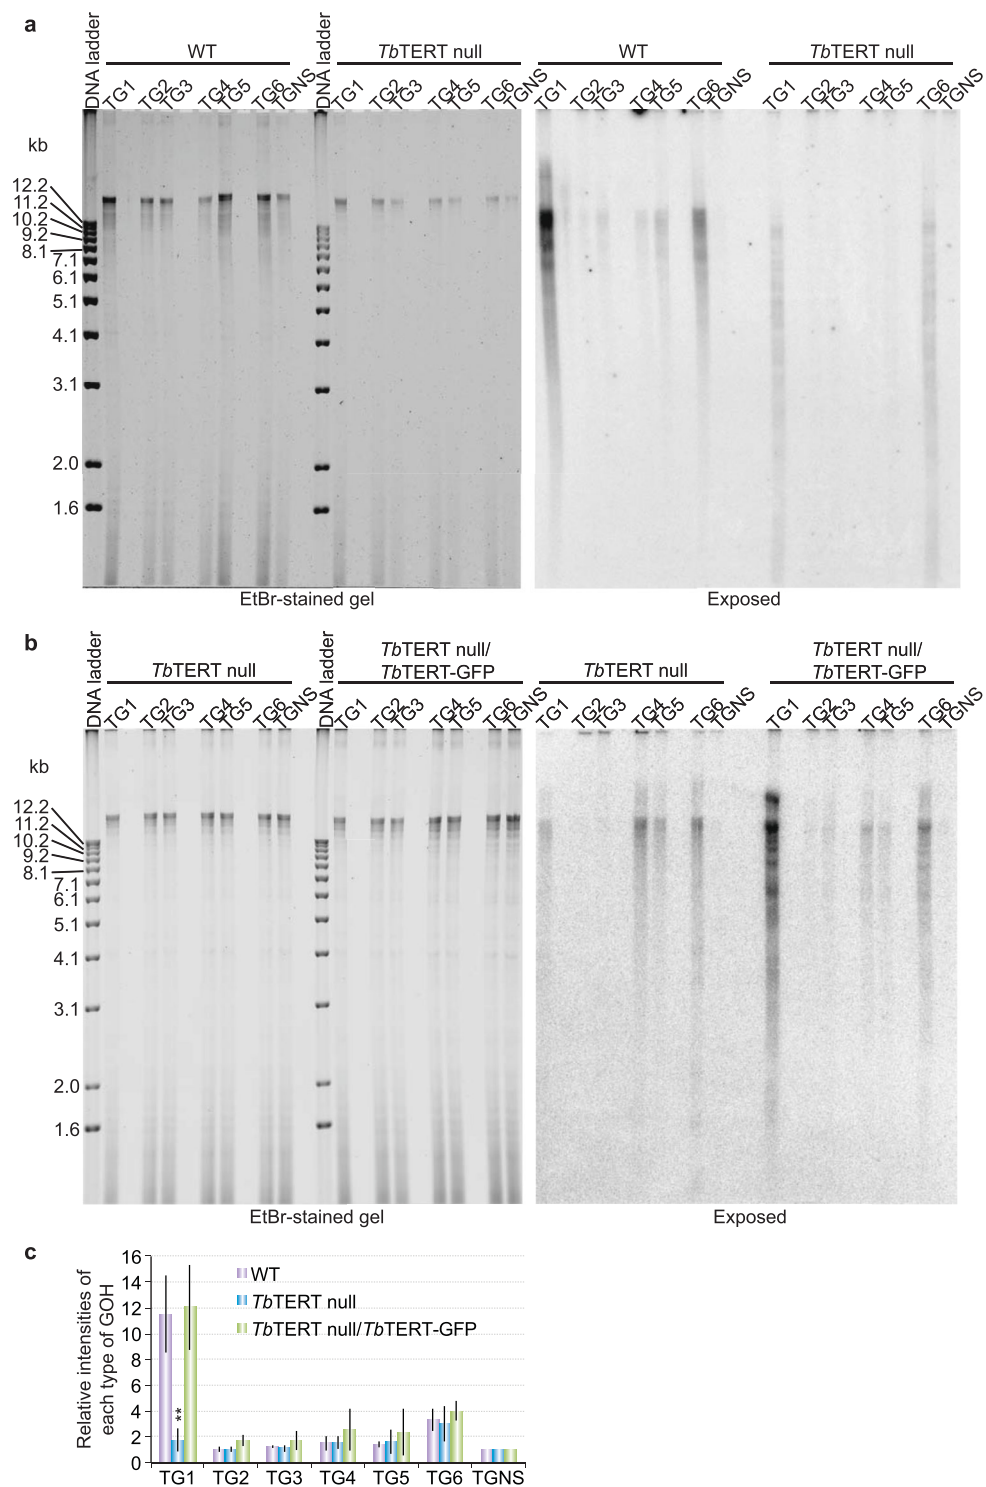 a
DNA ladder
WT
TbTERT null
WT
TbTERT null
TG1 TG2 TG3 TG4 TG5 TG6 TGNS
DNA ladder
TG1 TG2 TG3 TG4 TG5 TG6 TGNS
TG1 TG2 TG3 TG4 TG5 TG6 TGNS
TG1 TG2 TG3 TG4 TG5 TG6 TGNS
kb
12.2
11.2
10.2
9.2
8.1
7.1
6.1
5.1
4.1
3.1
2.0
1.6
EtBr-stained gel
Exposed
b
DNA ladder
TbTERT null
TbTERT null/
TbTERT-GFP
TbTERT null
TbTERT null/
TbTERT-GFP
TG1 TG2 TG3 TG4 TG5 TG6 TGNS
DNA ladder
TG1 TG2 TG3 TG4 TG5 TG6 TGNS
TG1 TG2 TG3 TG4 TG5 TG6 TGNS
TG1 TG2 TG3 TG4 TG5 TG6 TGNS
kb
12.2
11.2
10.2
9.2
8.1
7.1
6.1
5.1
4.1
3.1
2.0
1.6
EtBr-stained gel
Exposed
c
Relative intensities of
each type of GOH
16
14
12
10
8
6
4
2
0
WT
TbTERT null
TbTERT null/TbTERT-GFP
**
TG1 TG2 TG3 TG4 TG5 TG6 TGNS